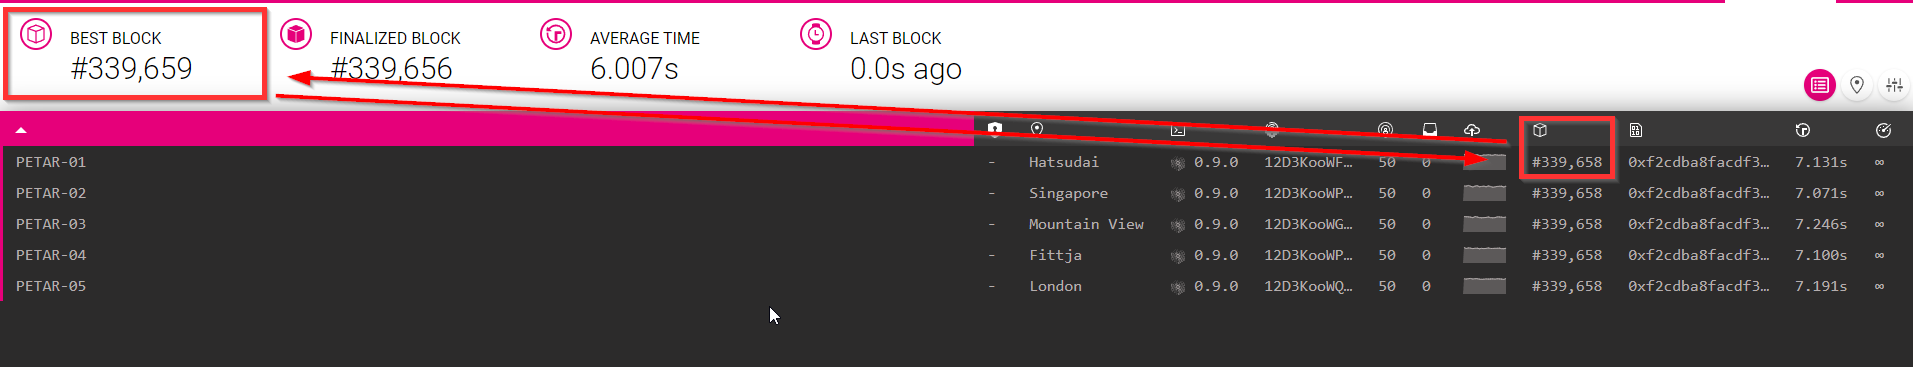 BEST BLOCK
#339,659
FINALIZED BLOCK
#339,656
AVERAGE TIME
6.007s
LAST BLOCK
0.0s ago
PETAR-01 - Hatsudai 0.9.0 12D3KooWF… 50 0 #339,658 0xf2cdba8facdf3… 7.131s ∞
PETAR-02 - Singapore 0.9.0 12D3KooWP… 50 0 #339,658 0xf2cdba8facdf3… 7.071s ∞
PETAR-03 - Mountain View 0.9.0 12D3KooWG… 50 0 #339,658 0xf2cdba8facdf3… 7.246s ∞
PETAR-04 - Fittja 0.9.0 12D3KooWP… 50 0 #339,658 0xf2cdba8facdf3… 7.100s ∞
PETAR-05 - London 0.9.0 12D3KooWQ… 50 0 #339,658 0xf2cdba8facdf3… 7.191s ∞